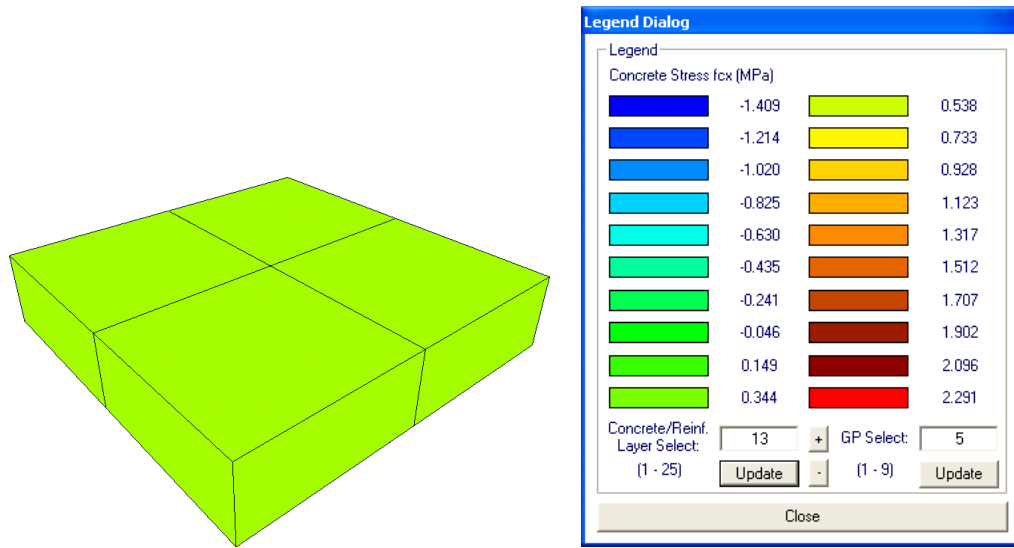 Legend Dialog
Legend
Concrete Stress fcx (MPa)
-1.409 0.538
-1.214 0.733
-1.020 0.928
-0.825 1.123
-0.630 1.317
-0.435 1.512
-0.241 1.707
-0.046 1.902
0.149 2.096
0.344 2.291
Concrete/Reinf.
Layer Select: 13 + GP Select: 5
(1 - 25) Update - (1 - 9) Update
Close